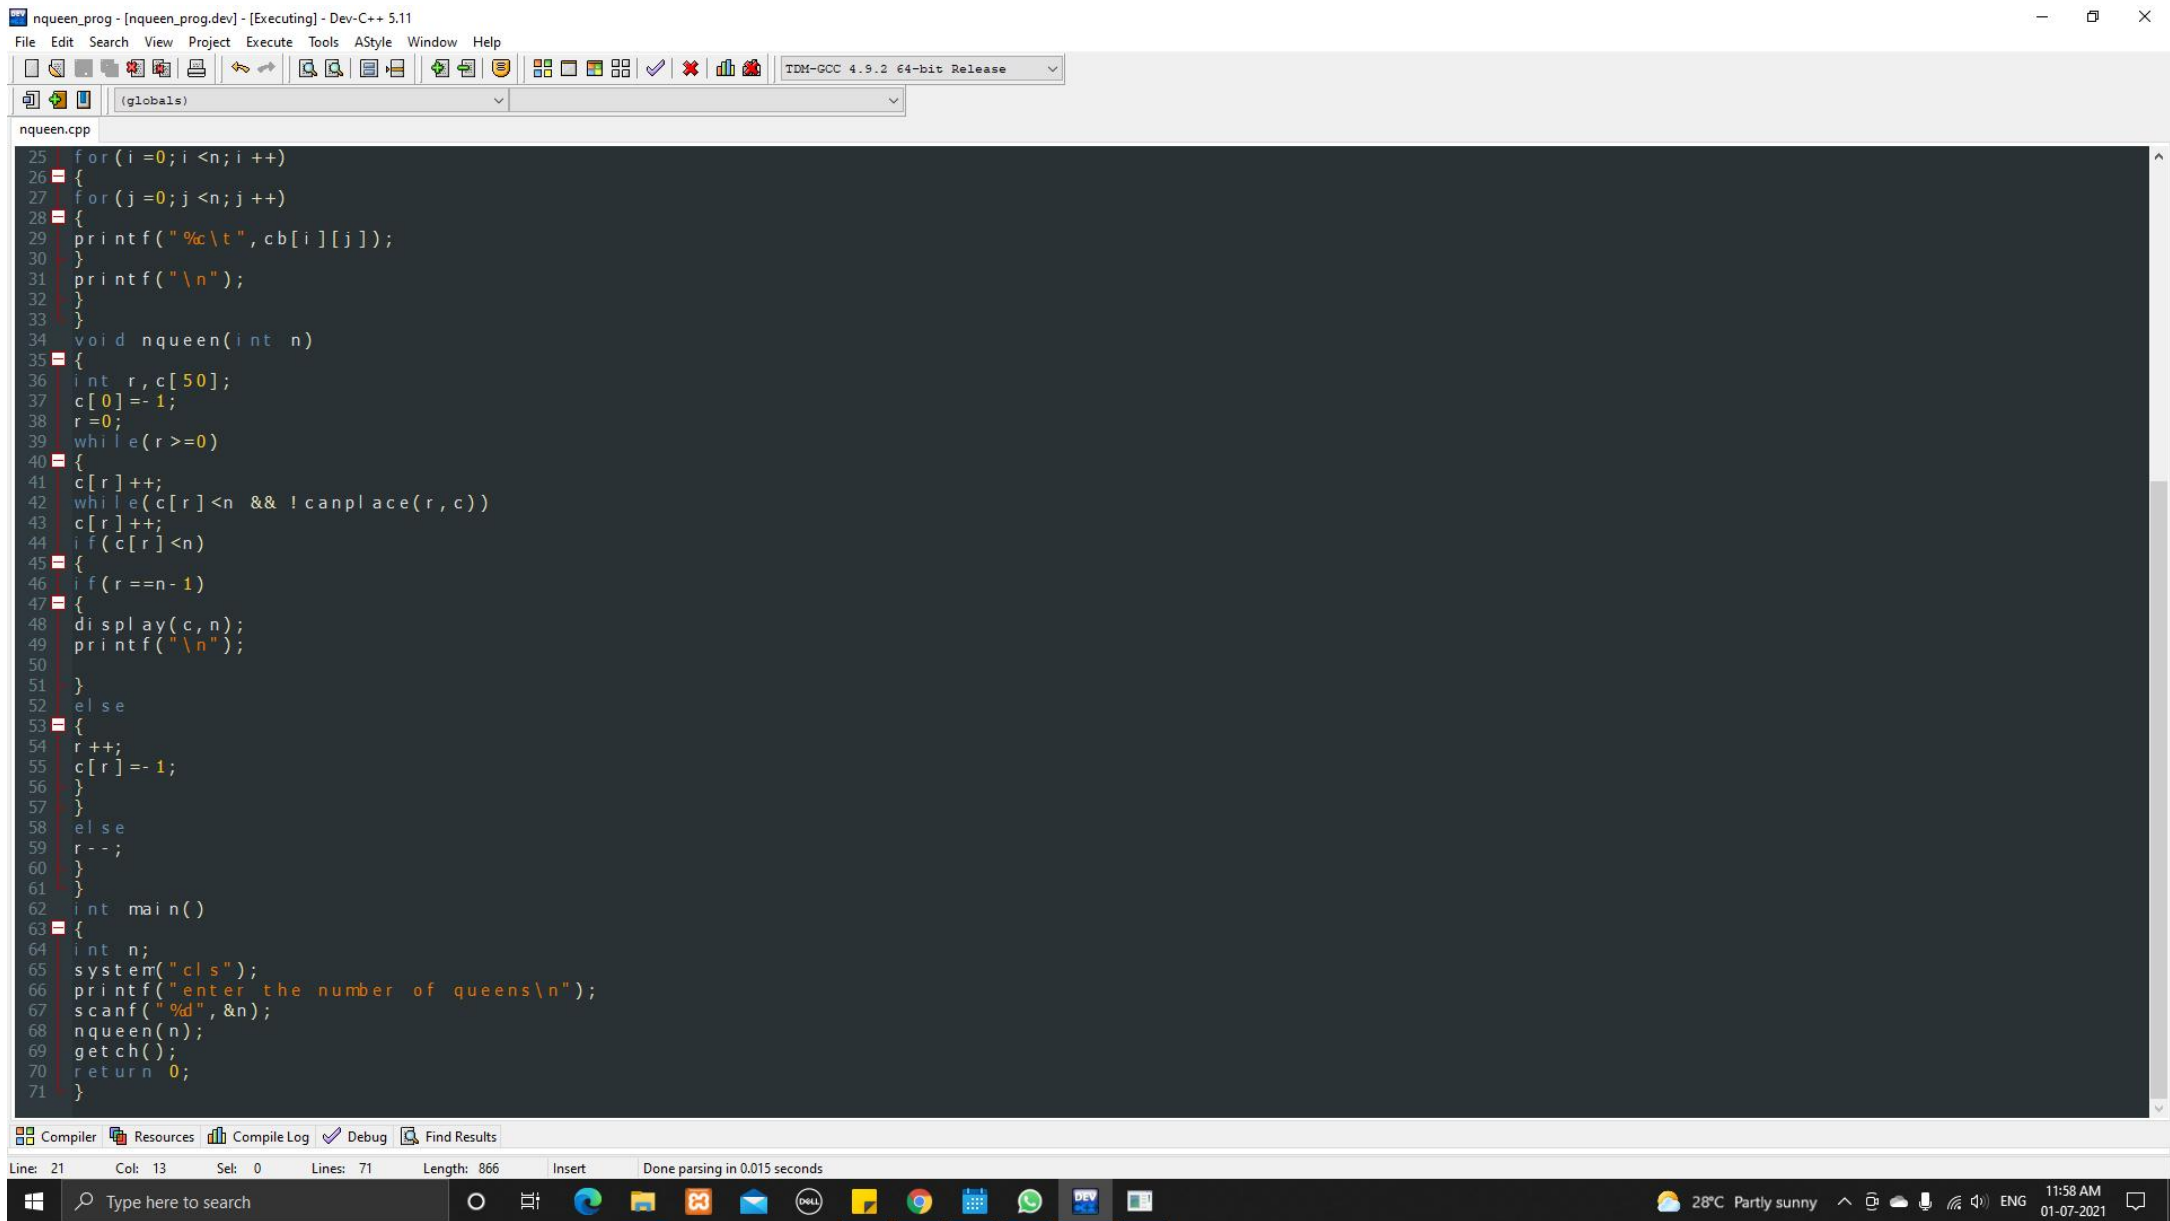 nqueen_prog - [nqueen_prog.dev] - [Executing] - Dev-C++ 5.11
File Edit Search View Project Execute Tools AStyle Window Help
TDM-GCC 4.9.2 64-bit Release
(globals)
nqueen.cpp
25 for(i=0;i<n;i++)
26 {
27 for(j=0;j<n;j++)
28 {
29 printf("%c\t",cb[i][j]);
30 }
31 printf("\n");
32 }
33 }
34 void nqueen(int n)
35 {
36 int r,c[50];
37 c[0]=-1;
38 r=0;
39 while(r>=0)
40 {
41 c[r]++;
42 while(c[r]<n && !canplace(r,c))
43 c[r]++;
44 if(c[r]<n)
45 {
46 if(r==n-1)
47 {
48 display(c,n);
49 printf("\n");
50
51 }
52 else
53 {
54 r++;
55 c[r]=-1;
56 }
57 }
58 else
59 r--;
60 }
61 }
62 int main()
63 {
64 int n;
65 system("cls");
66 printf("enter the number of queens\n");
67 scanf("%d",&n);
68 nqueen(n);
69 getch();
70 return 0;
71 }
Compiler Resources Compile Log Debug Find Results
Line: 21 Col: 13 Sel: 0 Lines: 71 Length: 866 Insert Done parsing in 0.015 seconds
Type here to search DELL DEV 28°C Partly sunny ENG 11:58 AM
01-07-2021